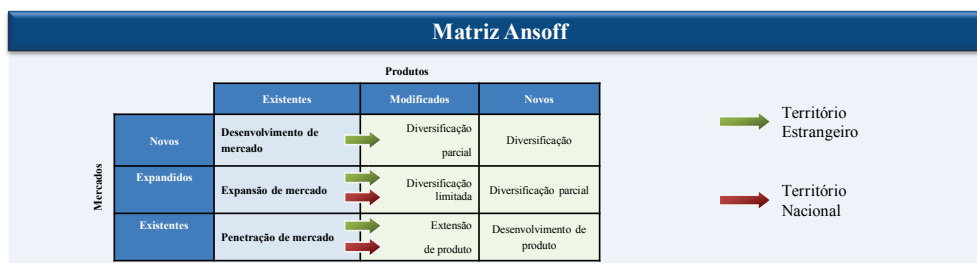 Matriz Ansoff
Produtos
Existentes
Modificados
Novos
Mercados
Novos
Desenvolvimento de
mercado
Diversificação
parcial
Diversificação
Expandidos
Expansão de mercado
Diversificação
limitada
Diversificação parcial
Existentes
Penetração de mercado
Extensão
de produto
Desenvolvimento de
produto
Território
Estrangeiro
Território
Nacional